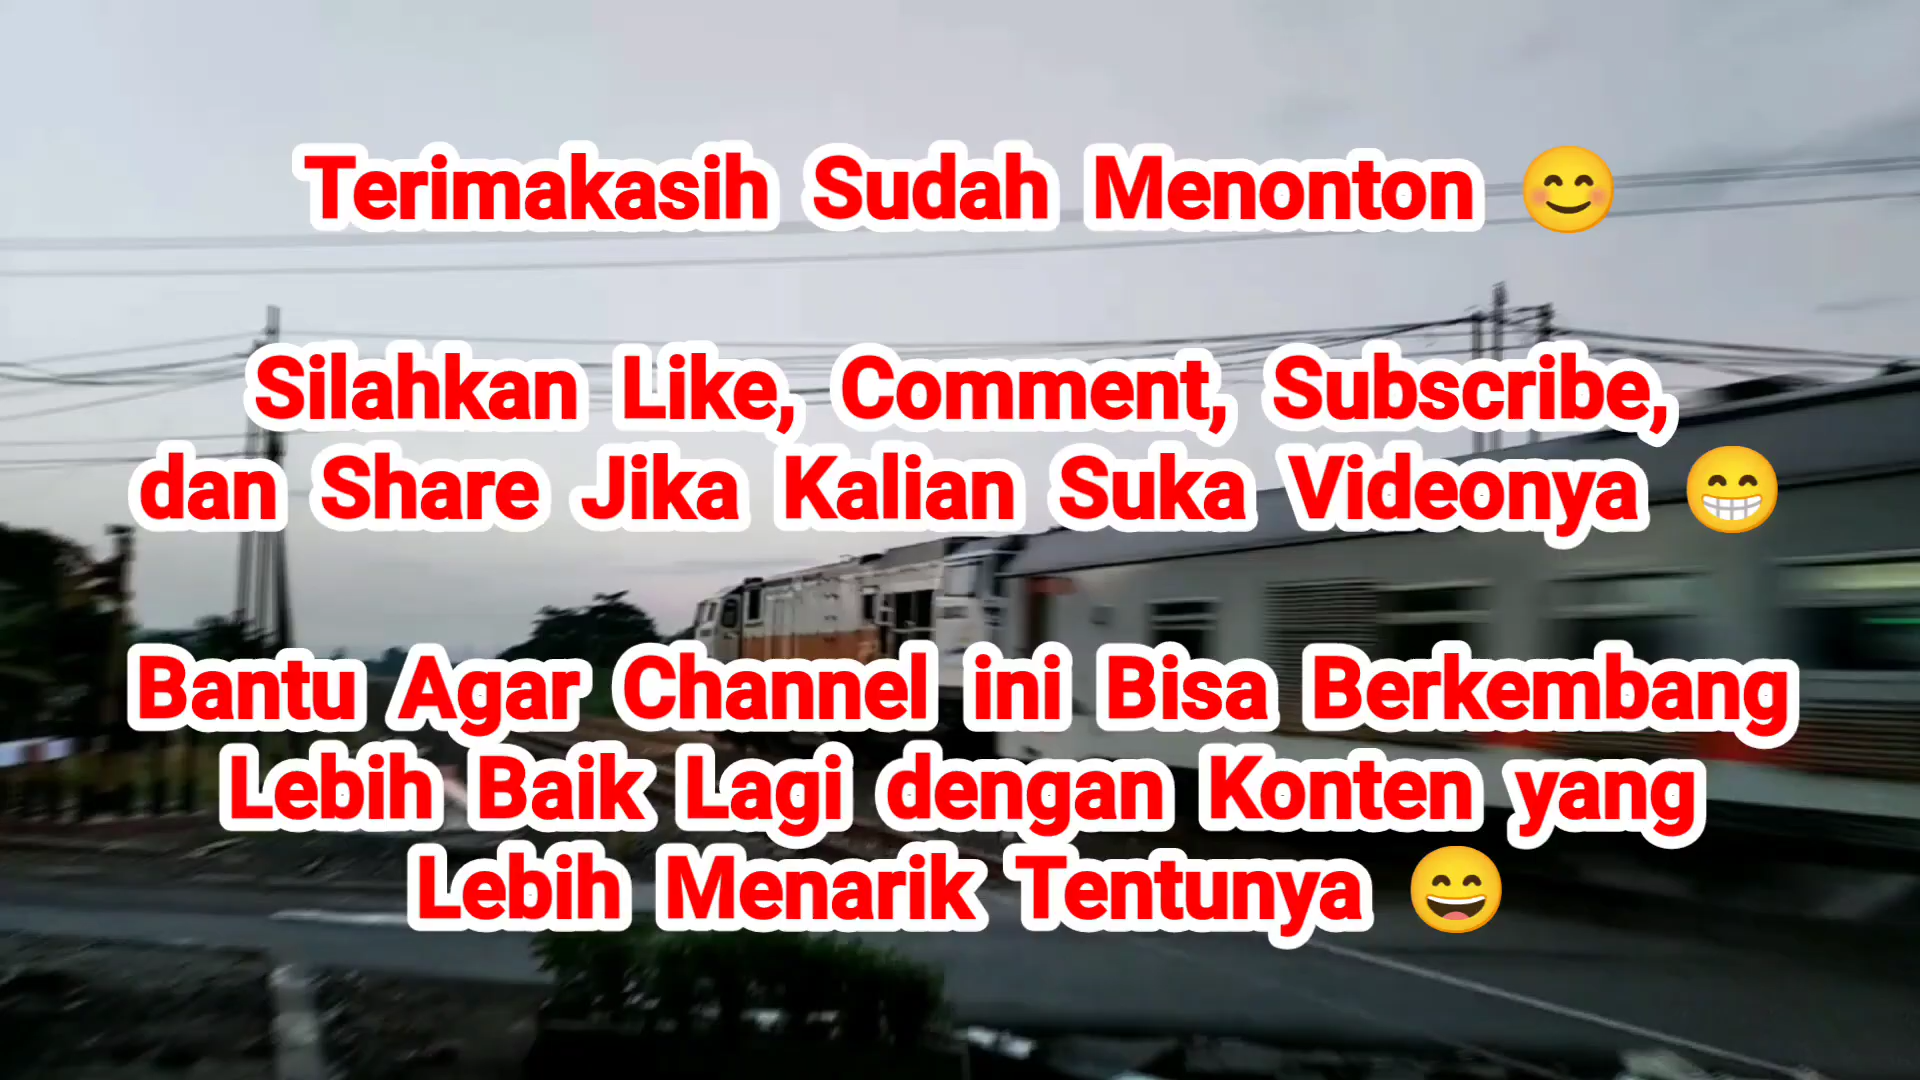 Terimakasih Sudah Menonton 😊
Silahkan Like, Comment, Subscribe,
dan Share Jika Kalian Suka Videonya 😁
Bantu Agar Channel ini Bisa Berkembang
Lebih Baik Lagi dengan Konten yang
Lebih Menarik Tentunya 😄